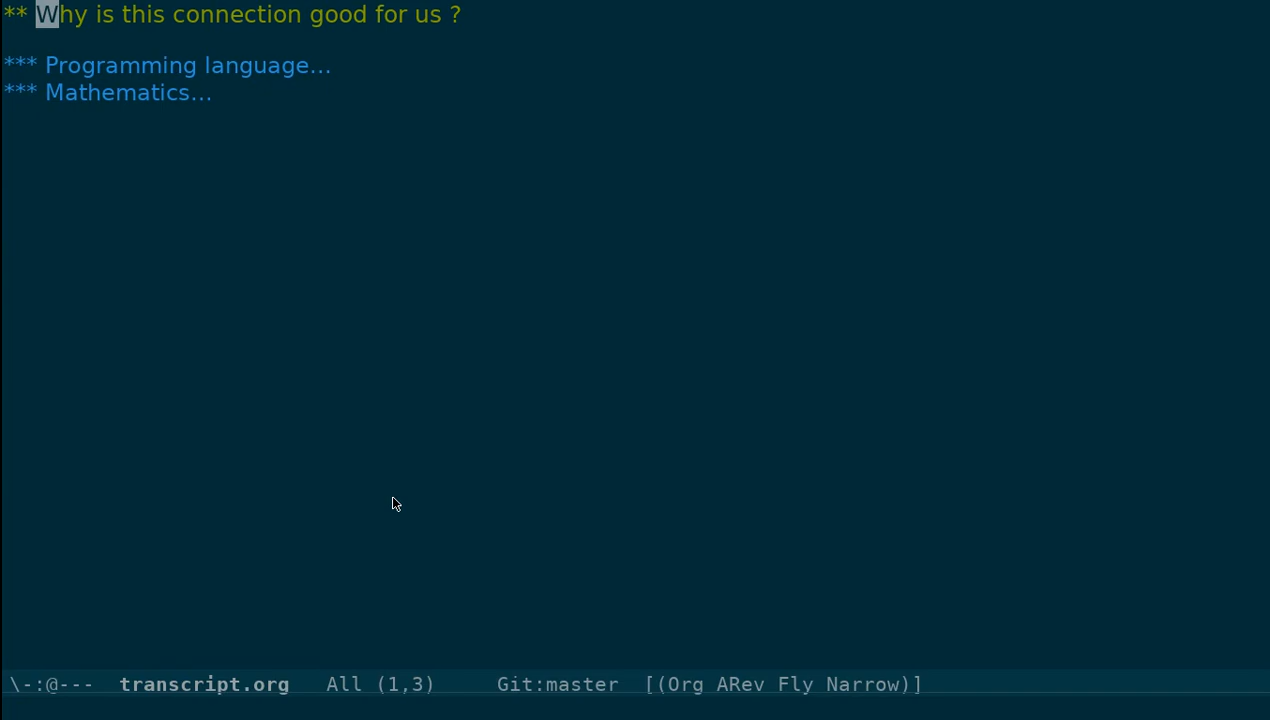 ** Why is this connection good for us ?
*** Programming language...
*** Mathematics...
\-:@--- transcript.org All (1,3) Git:master [(Org ARev Fly Narrow)]